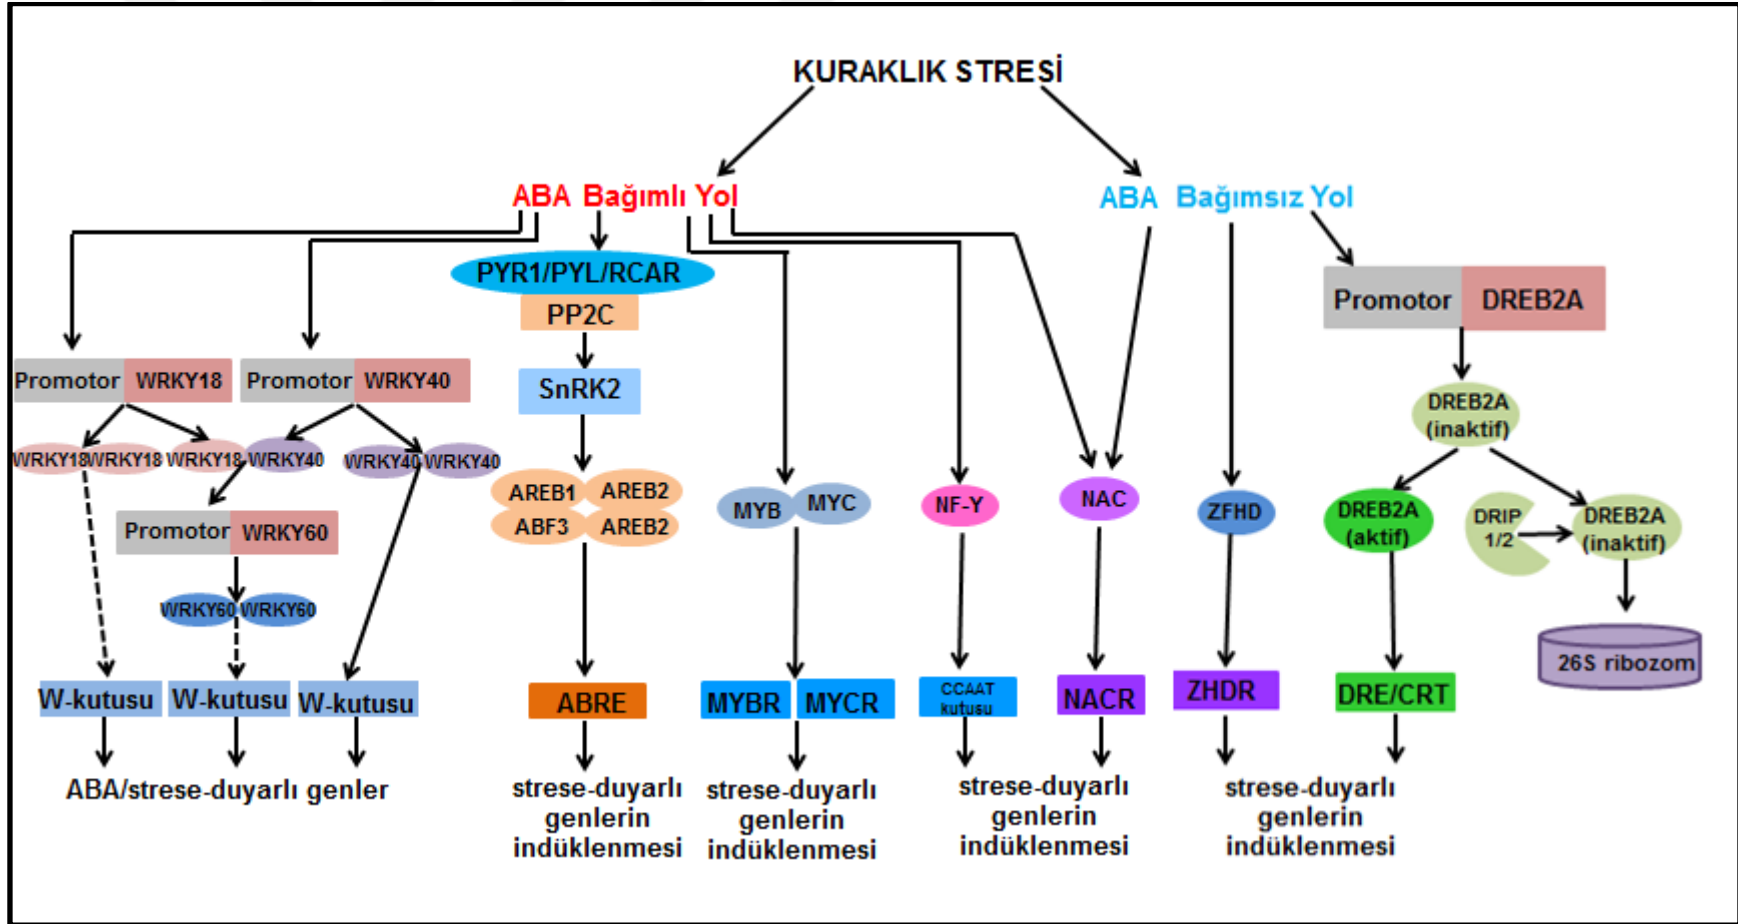 KURAKLIK STRESİ
ABA Bağımlı Yol
ABA Bağımsız Yol
PYR1/PYL/RCAR
PP2C
SnRK2
Promotor WRKY18
Promotor WRKY40
WRKY18 WRKY18
WRKY18 WRKY40
WRKY40 WRKY40
Promotor WRKY60
WRKY60 WRKY60
AREB1 AREB2
ABF3 AREB2
MYB MYC
NF-Y
NAC
ZFHD
Promotor DREB2A
DREB2A
(inaktif)
DREB2A
(aktif)
DRIP
1/2
DREB2A
(inaktif)
26S ribozom
W-kutusu
W-kutusu
W-kutusu
ABRE
MYBR
MYCR
CCAAT
kutusu
NACR
ZHDR
DRE/CRT
ABA/strese-duyarlı genler
strese-duyarlı
genlerin
indüklenmesi
strese-duyarlı
genlerin
indüklenmesi
strese-duyarlı
genlerin
indüklenmesi
strese-duyarlı
genlerin
indüklenmesi